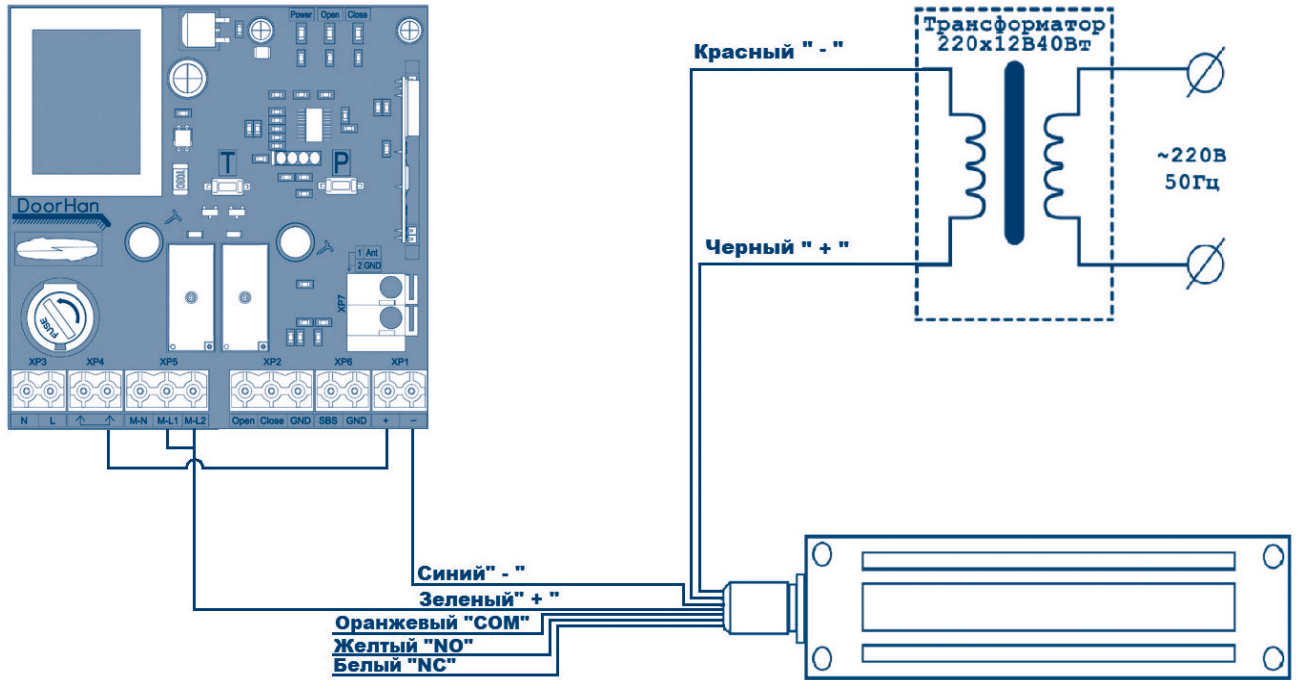 Power Open Close
T P
DoorHan
1 Ant
2 GND
XP7
FUSE
XP3 XP4 XP5 XP2 XP6 XP1
N L M-N M-L1 M-L2 Open Close GND SBS GND + −
Красный " - "
Черный " + "
Трансформатор
220х12В40Вт
~220В
50Гц
Синий" - "
Зеленый" + "
Оранжевый "COM"
Желтый "NO"
Белый "NC"